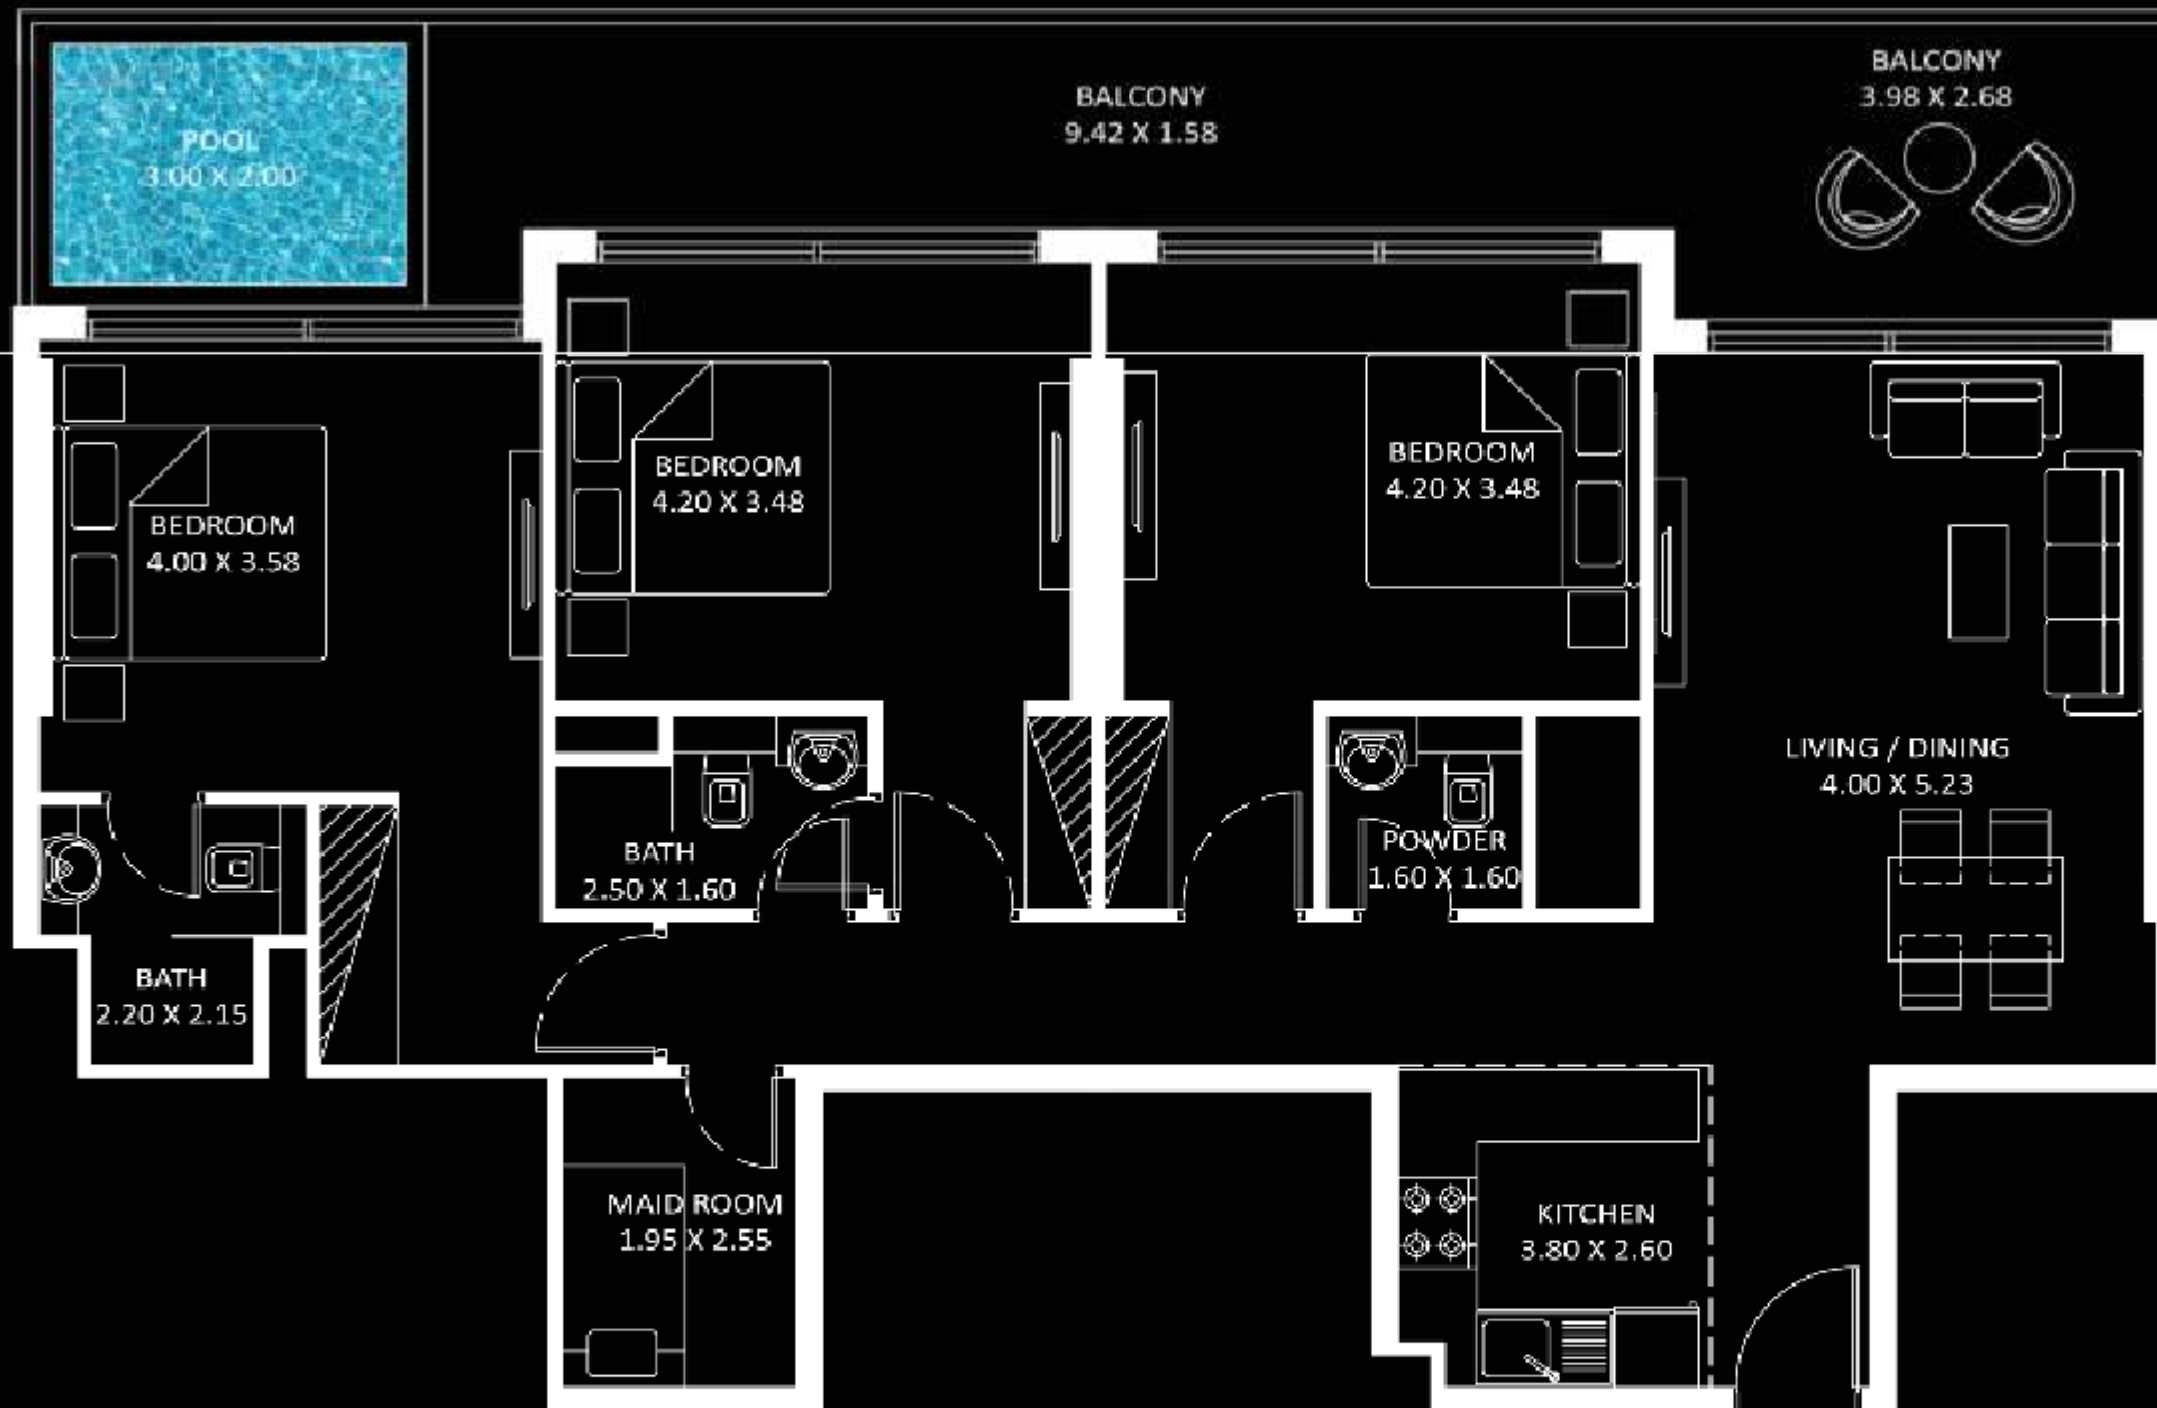 BALCONY
3.98 X 2.68
BALCONY
9.42 X 1.58
POOL
3.00 X 2.00
BEDROOM
4.00 X 3.58
BEDROOM
4.20 X 3.48
BEDROOM
4.20 X 3.48
LIVING / DINING
4.00 X 5.23
BATH
2.50 X 1.60
POWDER
1.60 X 1.60
BATH
2.20 X 2.15
MAID ROOM
1.95 X 2.55
KITCHEN
3.80 X 2.60